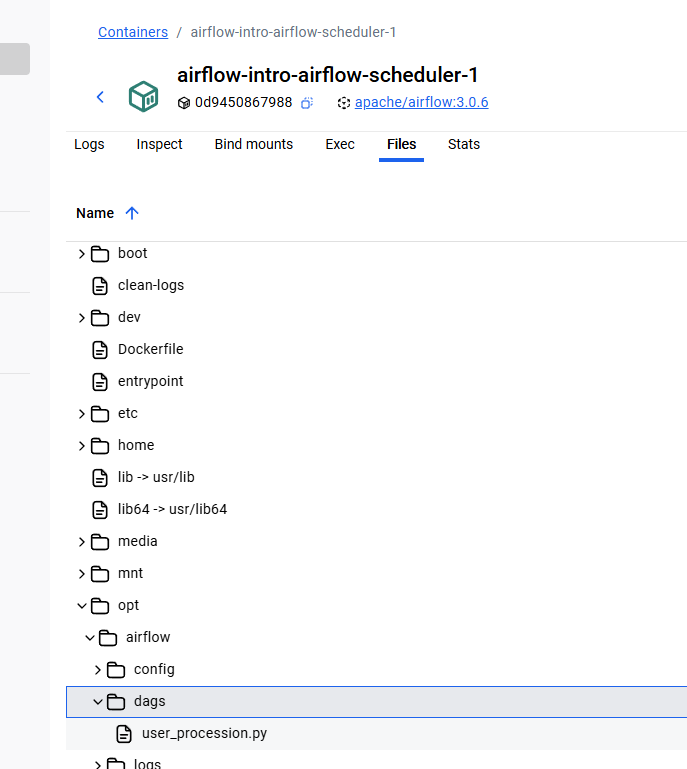 Containers / airflow-intro-airflow-scheduler-1
airflow-intro-airflow-scheduler-1
0d9450867988 apache/airflow:3.0.6
Logs Inspect Bind mounts Exec Files Stats
Name
boot
clean-logs
dev
Dockerfile
entrypoint
etc
home
lib -> usr/lib
lib64 -> usr/lib64
media
mnt
opt
airflow
config
dags
user_procession.py
logs